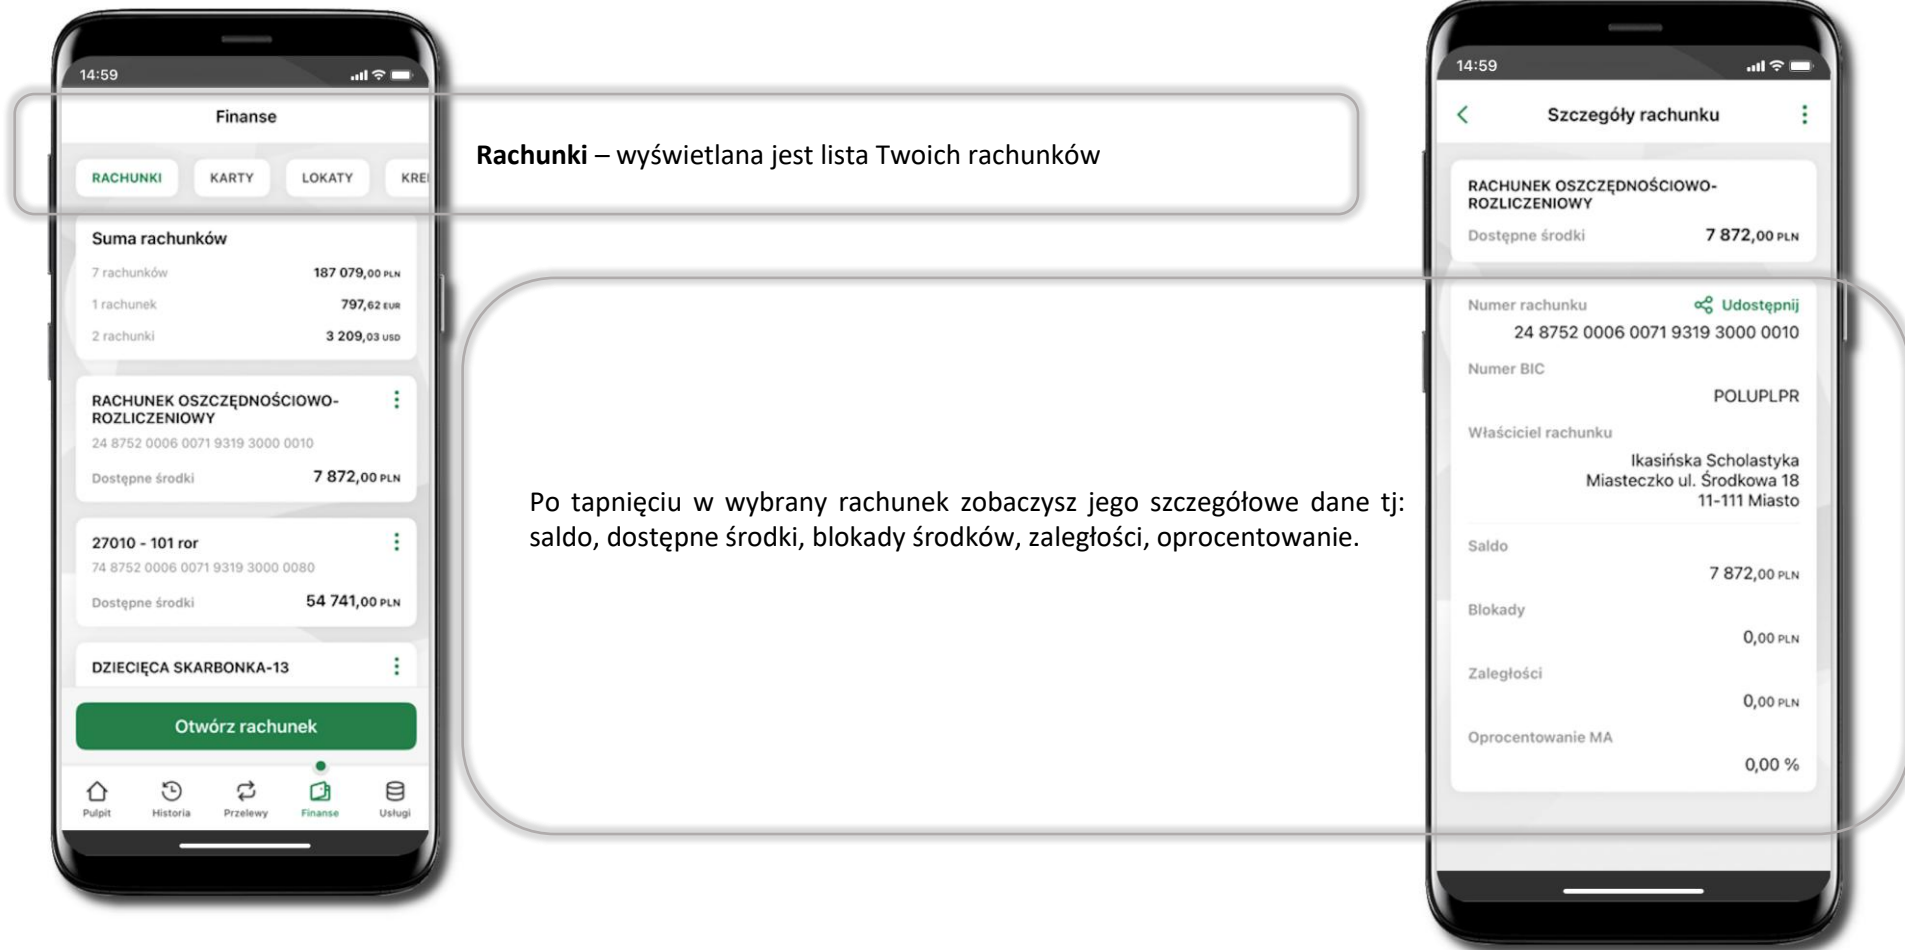 14:59
Finanse
RACHUNKI KARTY LOKATY KRE
Suma rachunków
7 rachunków 187 079,00 PLN
1 rachunek 797,62 EUR
2 rachunki 3 209,03 USD
RACHUNEK OSZCZĘDNOŚCIOWO-
ROZLICZENIOWY
24 8752 0006 0071 9319 3000 0010
Dostępne środki 7 872,00 PLN
27010 - 101 ror
74 8752 0006 0071 9319 3000 0080
Dostępne środki 54 741,00 PLN
DZIECIĘCA SKARBONKA-13
Otwórz rachunek
Pulpit Historia Przelewy Finanse Usługi
Rachunki – wyświetlana jest lista Twoich rachunków
Po tapnięciu w wybrany rachunek zobaczysz jego szczegółowe dane tj:
saldo, dostępne środki, blokady środków, zaległości, oprocentowanie.
14:59
Szczegóły rachunku
RACHUNEK OSZCZĘDNOŚCIOWO-
ROZLICZENIOWY
Dostępne środki 7 872,00 PLN
Numer rachunku Udostępnij
24 8752 0006 0071 9319 3000 0010
Numer BIC
POLUPLPR
Właściciel rachunku
Ikasińska Scholastyka
Miasteczko ul. Środkowa 18
11-111 Miasto
Saldo
7 872,00 PLN
Blokady
0,00 PLN
Zaległości
0,00 PLN
Oprocentowanie MA
0,00 %